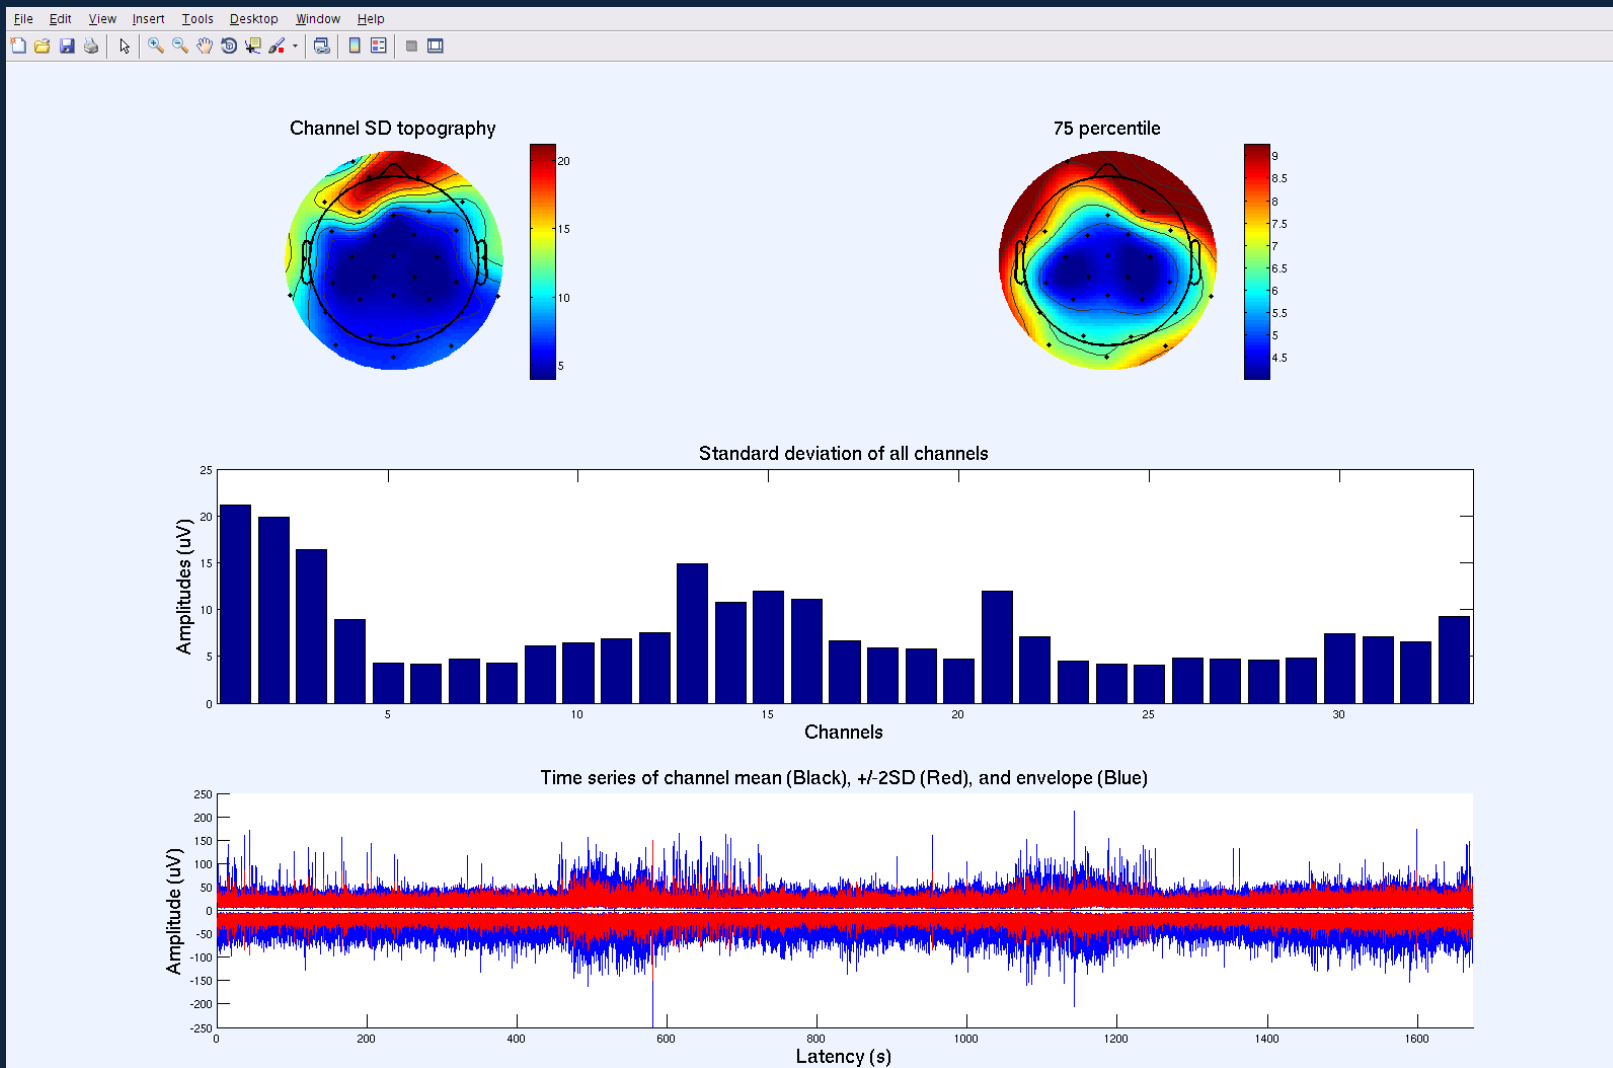 File Edit View Insert Tools Desktop Window Help
Channel SD topography
20
15
10
5
75 percentile
9
8.5
8
7.5
7
6.5
6
5.5
5
4.5
Standard deviation of all channels
Amplitudes (uV)
25
20
15
10
5
0
5 10 15 20 25 30
Channels
Time series of channel mean (Black), +/-2SD (Red), and envelope (Blue)
Amplitude (uV)
250
200
150
100
50
0
-50
-100
-150
-200
-250
0 200 400 600 800 1000 1200 1400 1600
Latency (s)